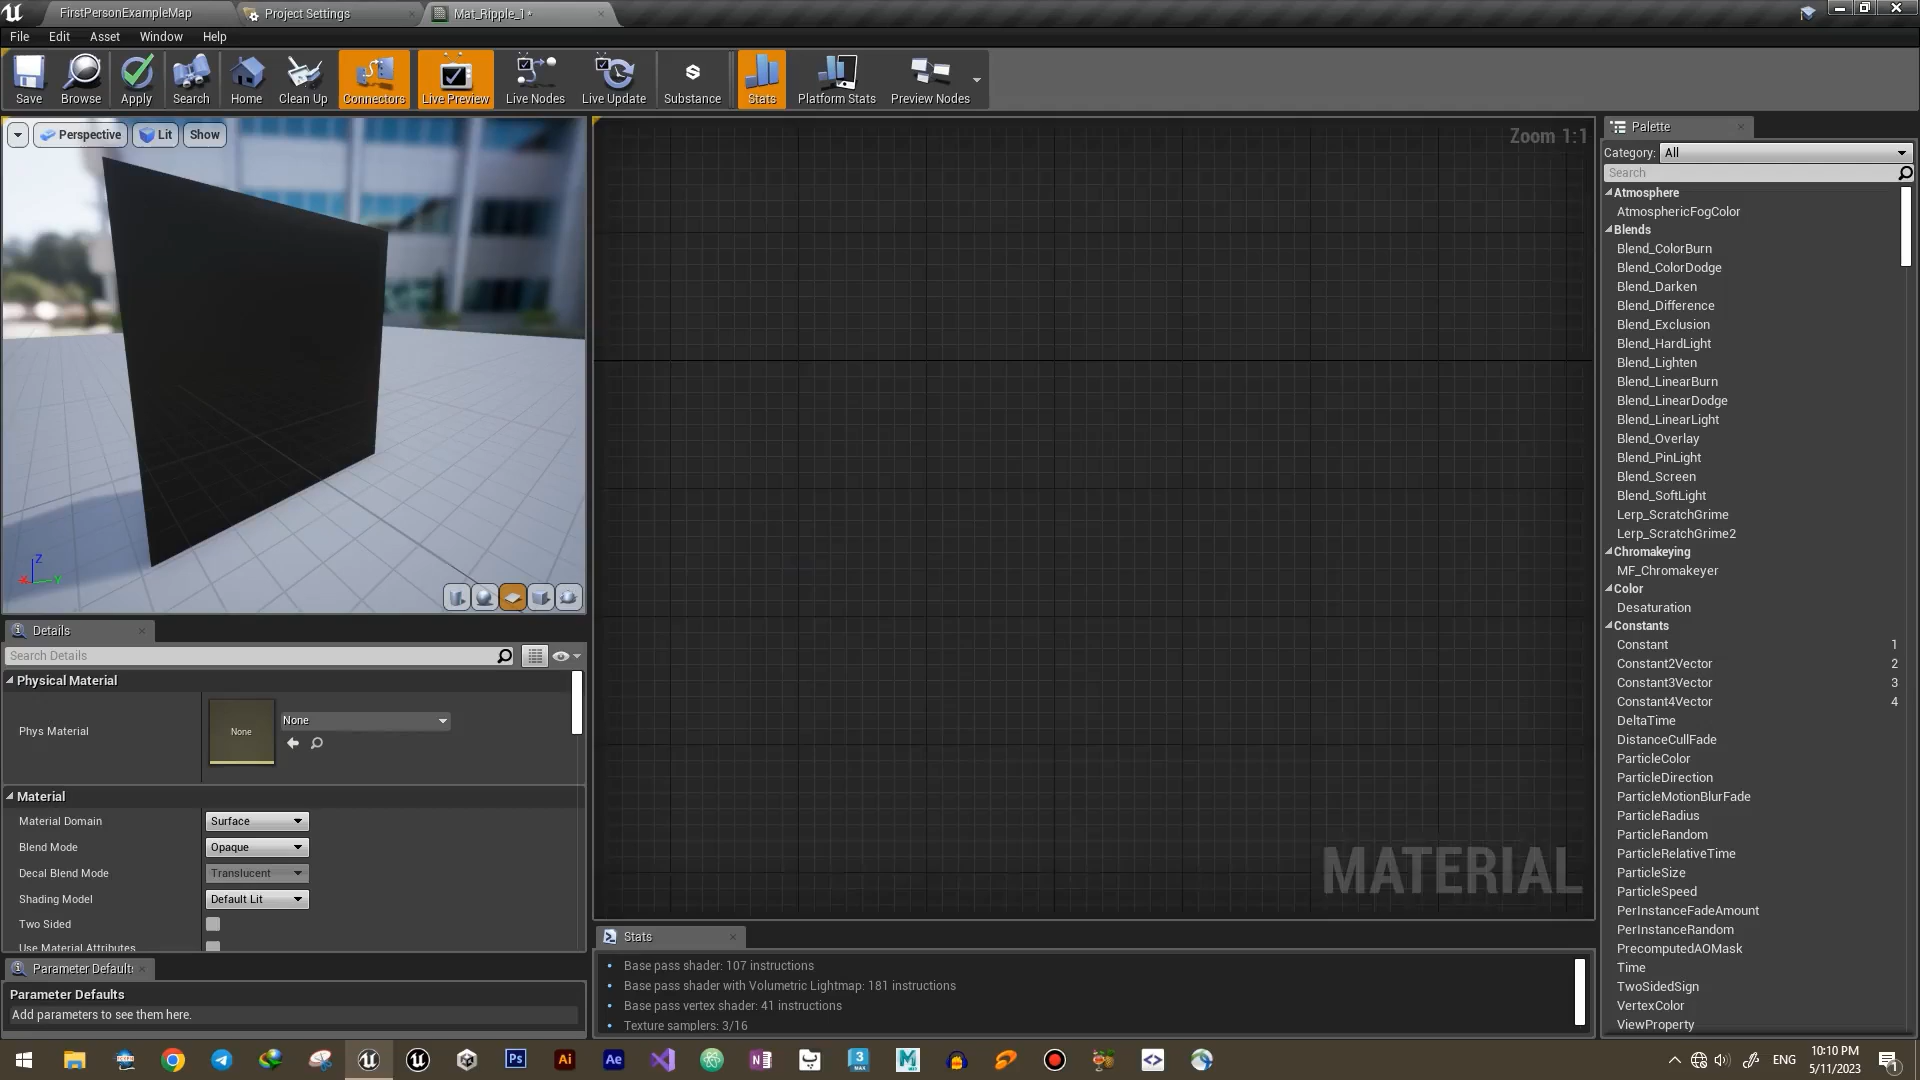 FirstPersonExampleMap
Project Settings
Mat_Ripple_1*
File Edit Asset Window Help
Save Browse Apply Search Home Clean Up Connectors Live Preview Live Nodes Live Update Substance Stats Platform Stats Preview Nodes
Perspective Lit Show
Zoom 1:1
Z
X
Y
MATERIAL
Details
Search Details
Physical Material
Phys Material
None
None
Material
Material Domain Surface
Blend Mode Opaque
Decal Blend Mode Translucent
Shading Model Default Lit
Two Sided
Use Material Attributes
Parameter Defaults
Parameter Defaults
Add parameters to see them here.
Stats
Base pass shader: 107 instructions
Base pass shader with Volumetric Lightmap: 181 instructions
Base pass vertex shader: 41 instructions
Texture samplers: 3/16
Palette
Category: All
Search
Atmosphere
AtmosphericFogColor
Blends
Blend_ColorBurn
Blend_ColorDodge
Blend_Darken
Blend_Difference
Blend_Exclusion
Blend_HardLight
Blend_Lighten
Blend_LinearBurn
Blend_LinearDodge
Blend_LinearLight
Blend_Overlay
Blend_PinLight
Blend_Screen
Blend_SoftLight
Lerp_ScratchGrime
Lerp_ScratchGrime2
Chromakeying
MF_Chromakeyer
Color
Desaturation
Constants
Constant 1
Constant2Vector 2
Constant3Vector 3
Constant4Vector 4
DeltaTime
DistanceCullFade
ParticleColor
ParticleDirection
ParticleMotionBlurFade
ParticleRadius
ParticleRandom
ParticleRelativeTime
ParticleSize
ParticleSpeed
PerInstanceFadeAmount
PerInstanceRandom
PrecomputedAOMask
Time
TwoSidedSign
VertexColor
ViewProperty
Ps Ai Ae N 3 MAX M
ENG
10:10 PM
5/11/2023
1